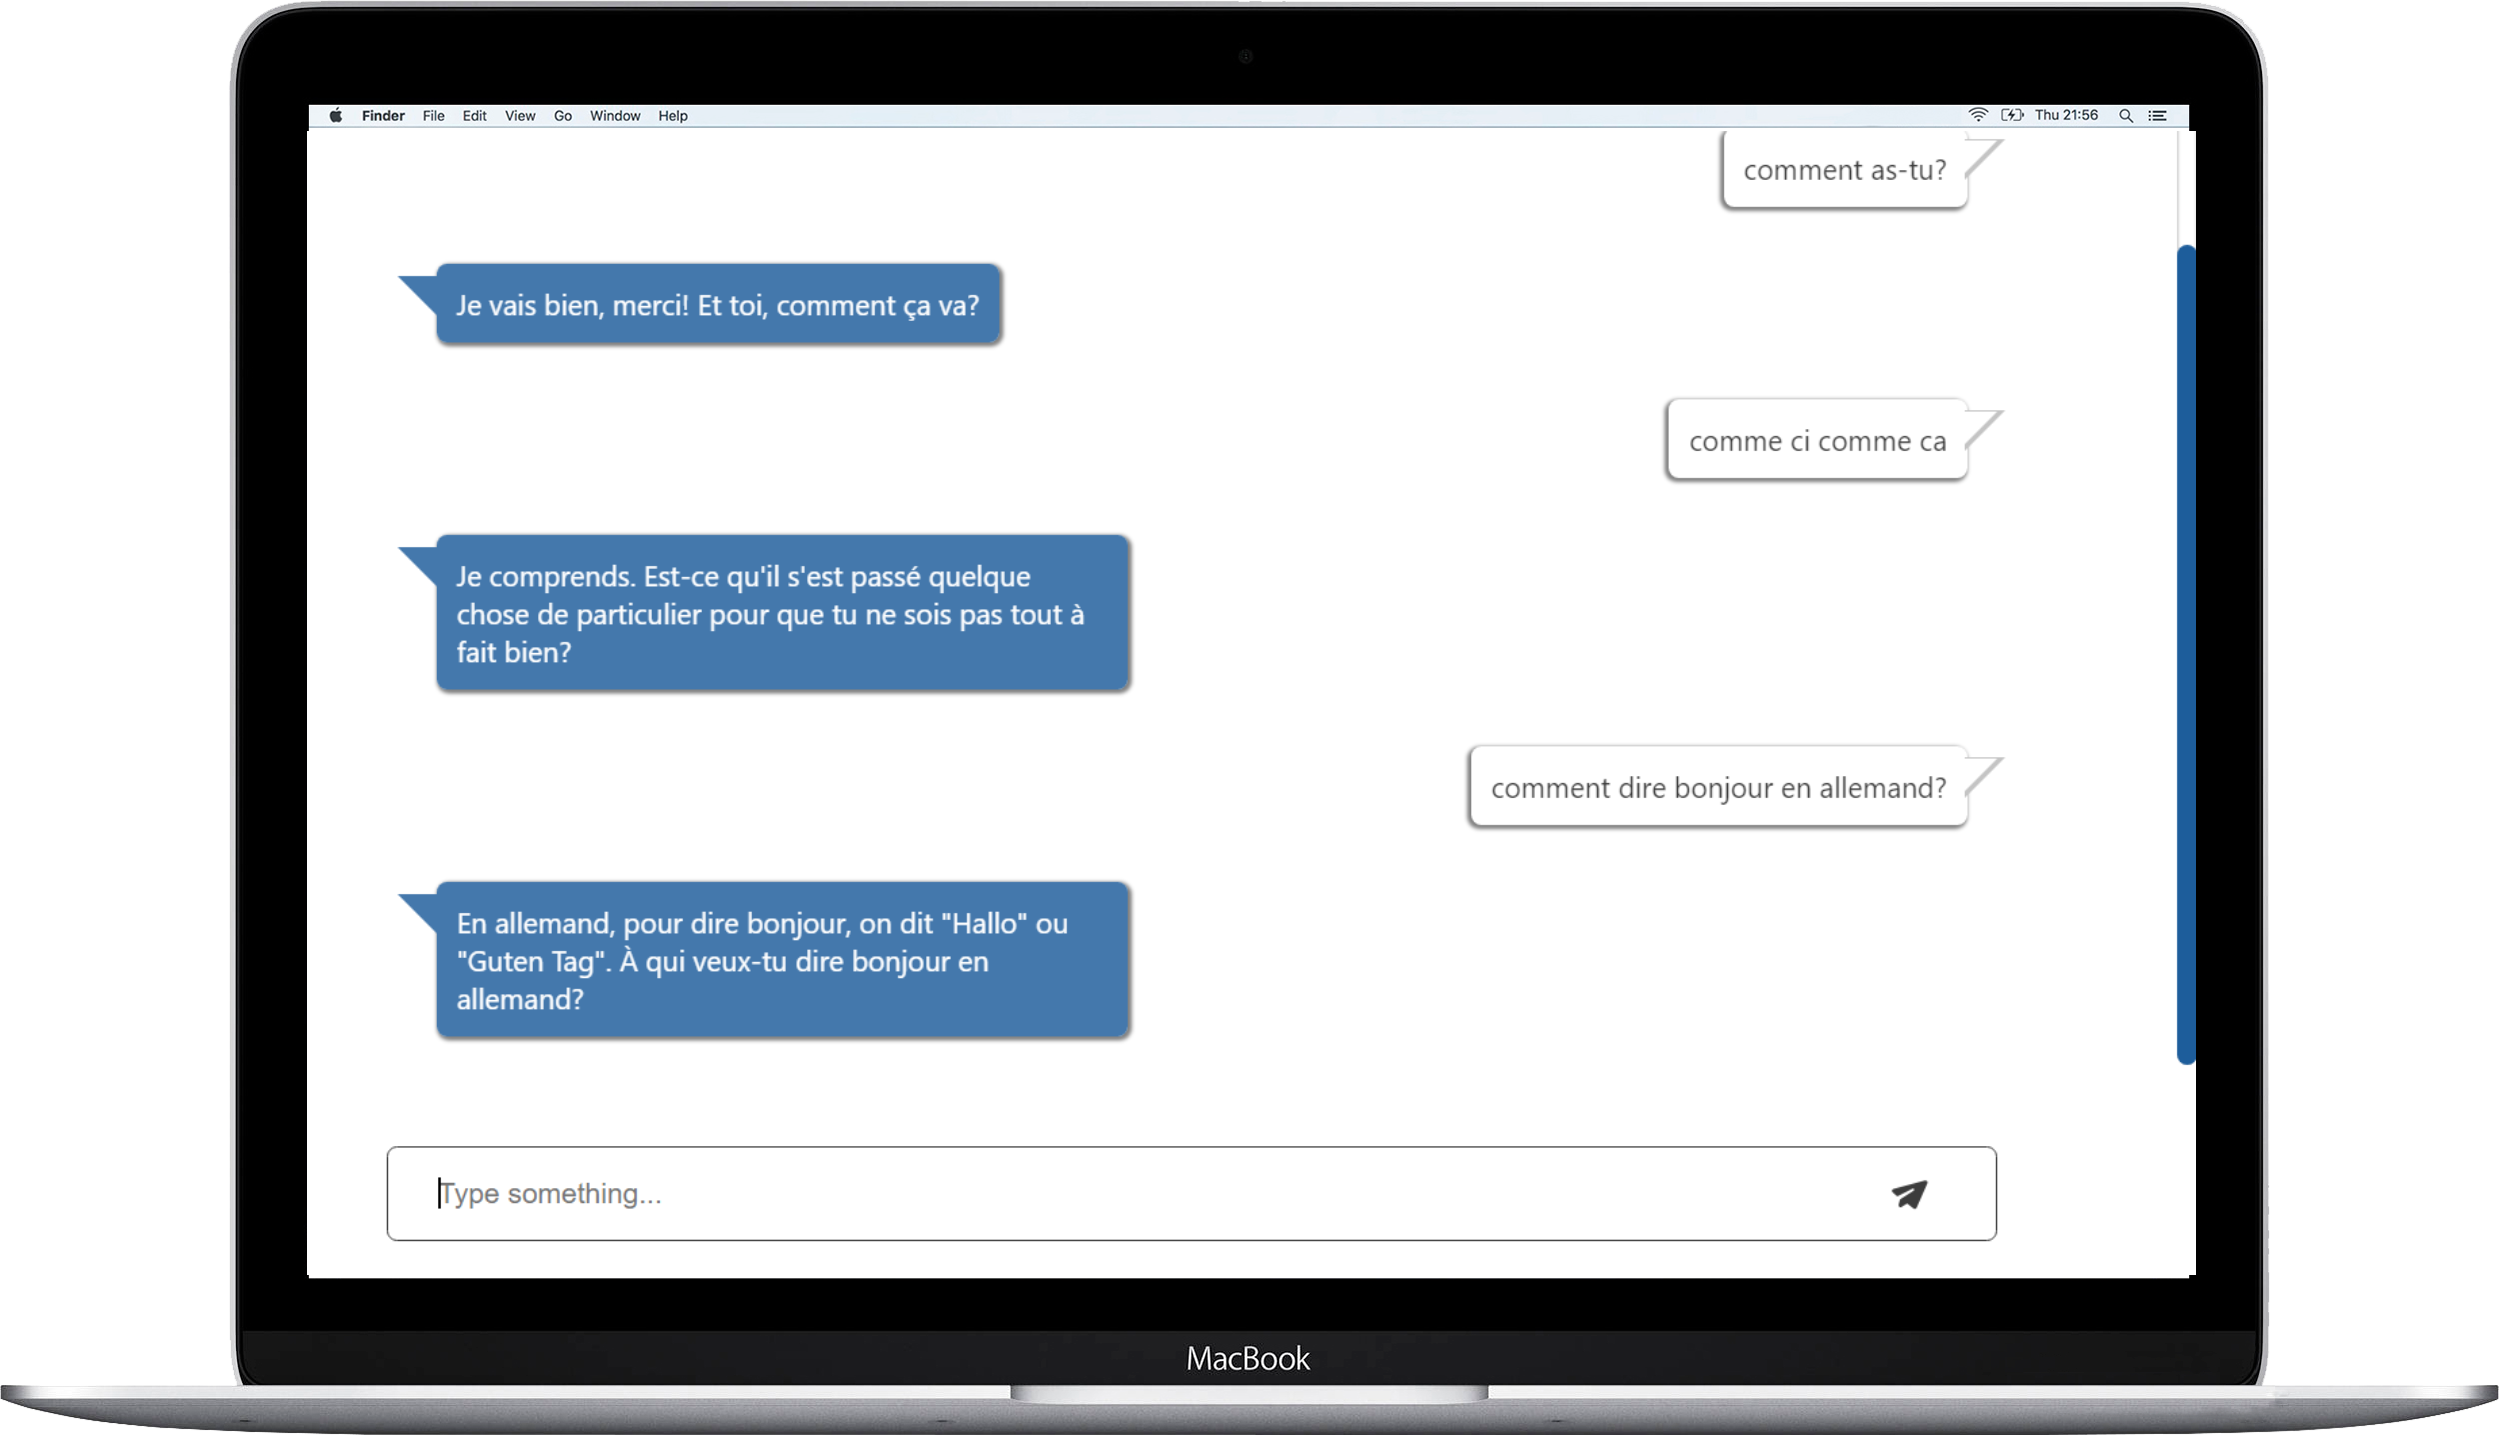 Finder File Edit View Go Window Help Thu 21:56
comment as-tu?
Je vais bien, merci! Et toi, comment ça va?
comme ci comme ca
Je comprends. Est-ce qu'il s'est passé quelque
chose de particulier pour que tu ne sois pas tout à
fait bien?
comment dire bonjour en allemand?
En allemand, pour dire bonjour, on dit "Hallo" ou
"Guten Tag". À qui veux-tu dire bonjour en
allemand?
Type something...
MacBook